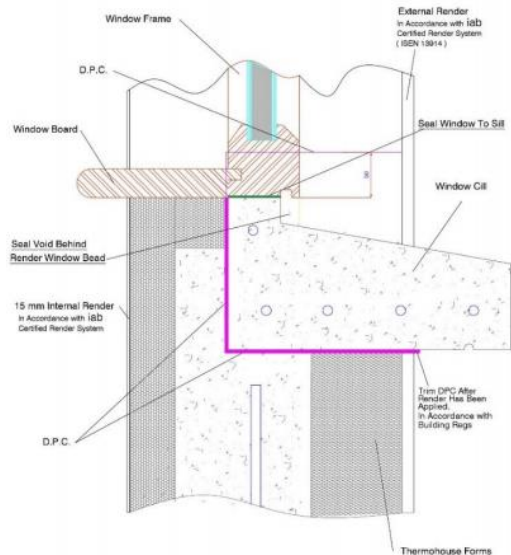 External Render
In Accordance with iab
Certified Render System
( ISEN 13914 )
Window Frame
D.P.C.
Seal Window To Sill
Window Board
Window Cill
Seal Void Behind
Render Window Bead
15 mm Internal Render
In Accordance with iab
Certified Render System
Trim DPC After
Render Has Been
Applied.
In Accordance with
Building Regs
D.P.C.
Thermohouse Forms